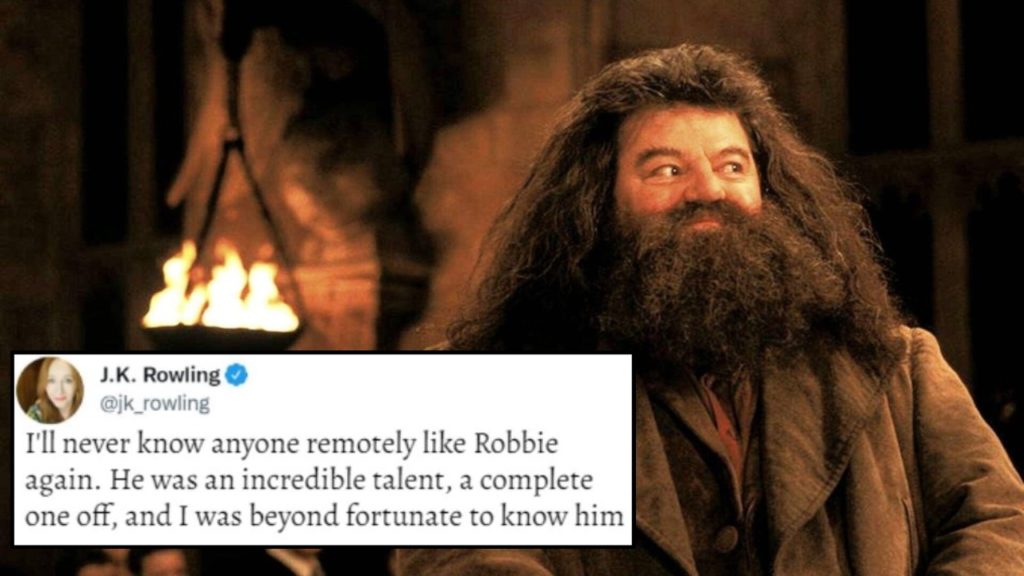 J.K. Rowling
@jk_rowling
I'll never know anyone remotely like Robbie
again. He was an incredible talent, a complete
one off, and I was beyond fortunate to know him